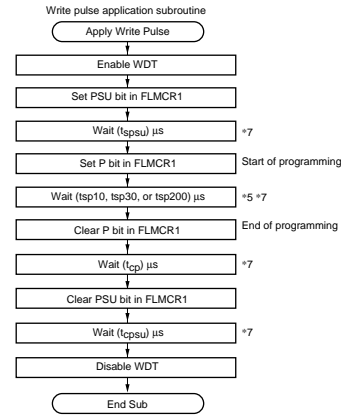 Write pulse application subroutine
Apply Write Pulse
Enable WDT
Set PSU bit in FLMCR1
Wait (tspsu) μs *7
Set P bit in FLMCR1 Start of programming
Wait (tsp10, tsp30, or tsp200) μs *5 *7
Clear P bit in FLMCR1 End of programming
Wait (tcp) μs *7
Clear PSU bit in FLMCR1
Wait (tcpsu) μs *7
Disable WDT
End Sub